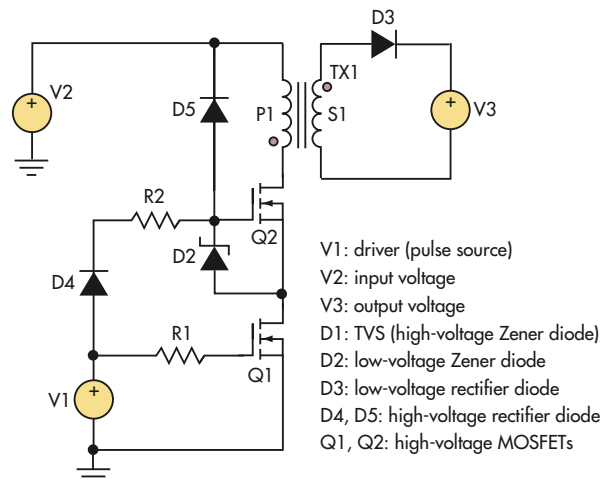 D3
V2
+
D5
P1
TX1
S1
+
V3
R2
Q2
D2
D4
R1
Q1
V1
+
V1: driver (pulse source)
V2: input voltage
V3: output voltage
D1: TVS (high-voltage Zener diode)
D2: low-voltage Zener diode
D3: low-voltage rectifier diode
D4, D5: high-voltage rectifier diode
Q1, Q2: high-voltage MOSFETs